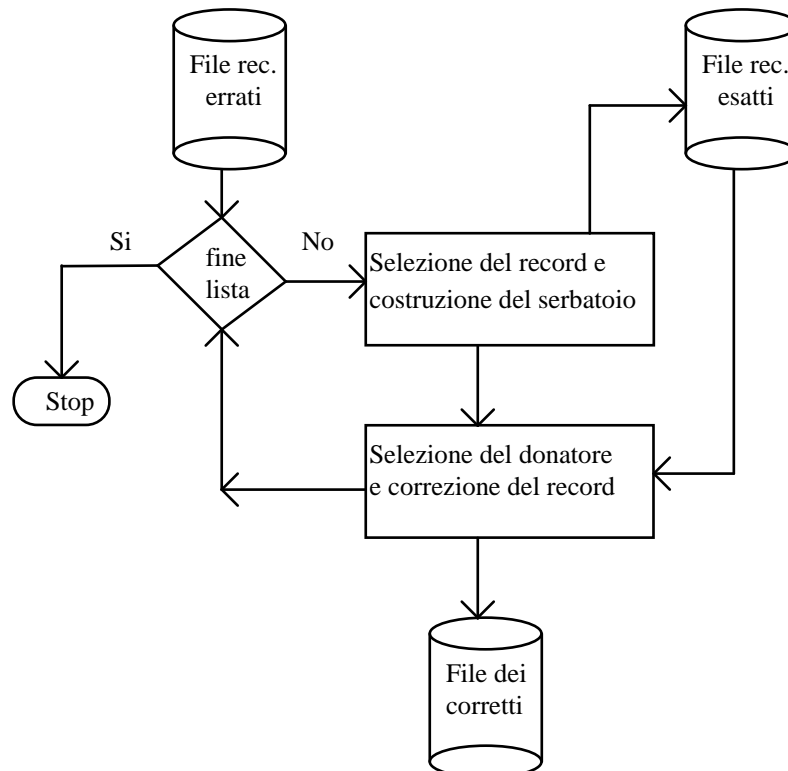 File rec.
errati
File rec.
esatti
Si
No
fine
lista
Selezione del record e
costruzione del serbatoio
Stop
Selezione del donatore
e correzione del record
File dei
corretti